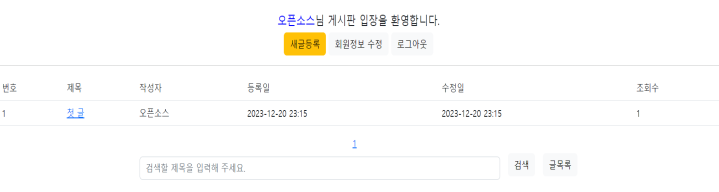 오픈소스님 게시판 입장을 환영합니다.
새글등록 회원정보 수정 로그아웃
번호 제목 작성자 등록일 수정일 조회수
1 첫 글 오픈소스 2023-12-20 23:15 2023-12-20 23:15 1
1
검색할 제목을 입력해 주세요. 검색 글목록